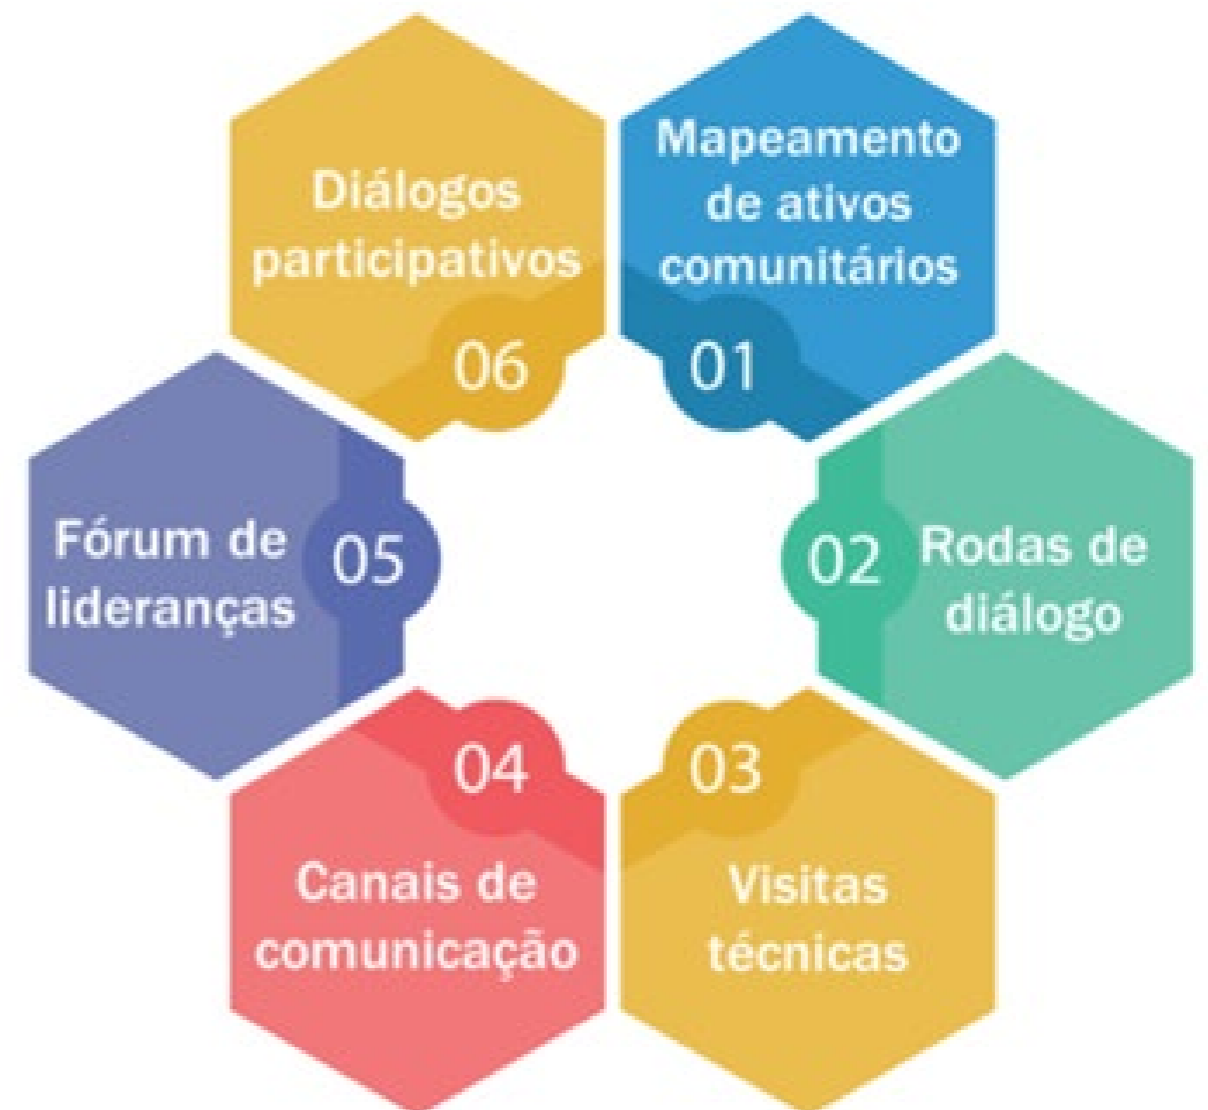 Mapeamento
de ativos
comunitários
01
02
Rodas de
diálogo
03
Visitas
técnicas
04
Canais de
comunicação
Fórum de
lideranças
05
Diálogos
participativos
06